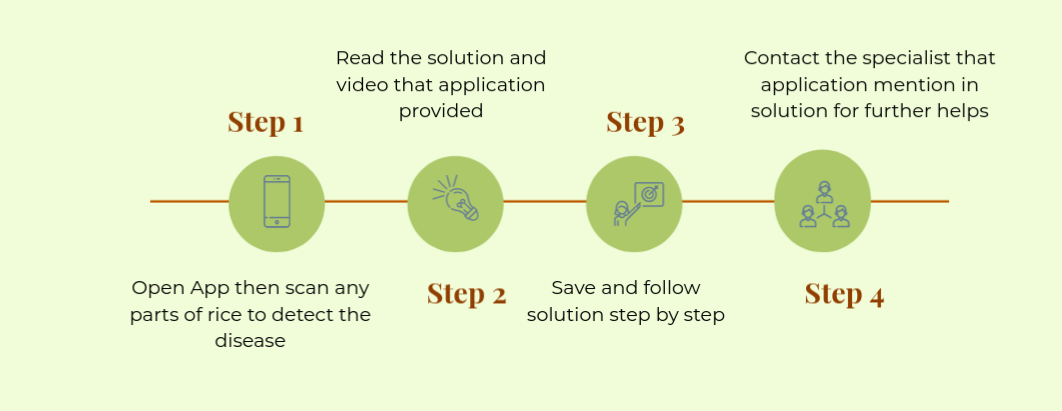 Step 1
Open App then scan any
parts of rice to detect the
disease
Read the solution and
video that application
provided
Step 2
Step 3
Save and follow
solution step by step
Contact the specialist that
application mention in
solution for further helps
Step 4